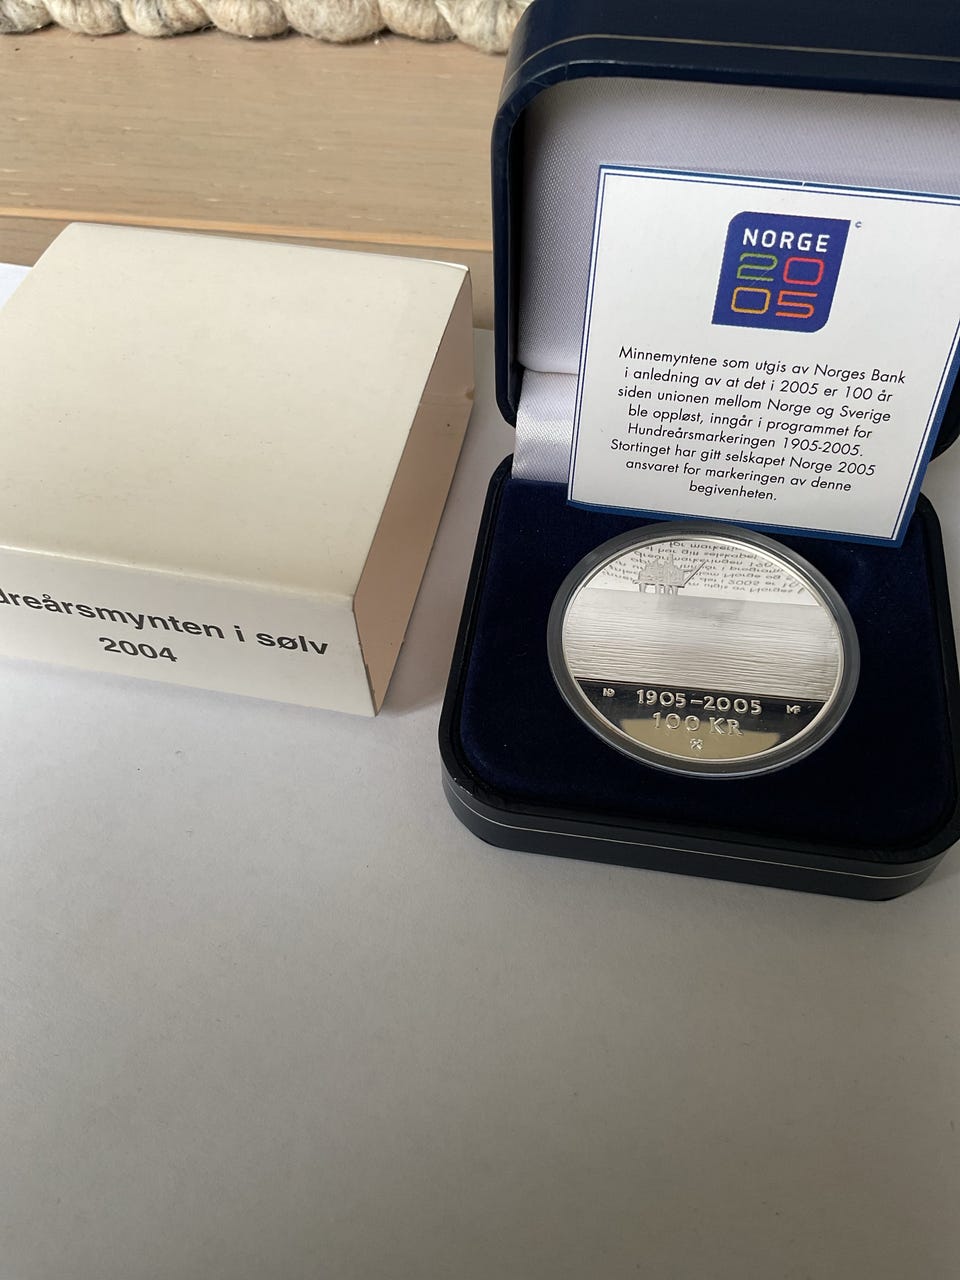 NORGE
20
05
©
Minnemyntene som utgis av Norges Bank
i anledning av at det i 2005 er 100 år
siden unionen mellom Norge og Sverige
ble oppløst, inngår i programmet for
Hundreårsmarkeringen 1905-2005.
Stortinget har gitt selskapet Norge 2005
ansvaret for markeringen av denne
begivenheten.
dreårsmynten i sølv
2004
1905-2005
100 KR